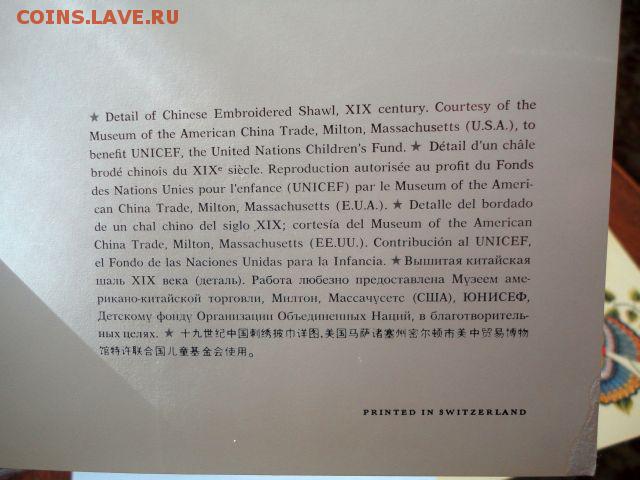 COINS.LAVE.RU
★ Detail of Chinese Embroidered Shawl, XIX century. Courtesy of the
Museum of the American China Trade, Milton, Massachusetts (U.S.A.), to
benefit UNICEF, the United Nations Children's Fund. ★ Détail d'un châle
brodé chinois du XIXᵉ siècle. Reproduction autorisée au profit du Fonds
des Nations Unies pour l'enfance (UNICEF) par le Museum of the Ameri-
can China Trade, Milton, Massachusetts (E.U.A.). ★ Detalle del bordado
de un chal chino del siglo XIX; cortesía del Museum of the American
China Trade, Milton, Massachusetts (EE.UU.). Contribución al UNICEF,
el Fondo de las Naciones Unidas para la Infancia. ★ Вышитая китайская
шаль XIX века (деталь). Работа любезно предоставлена Музеем аме-
рикано-китайской торговли, Милтон, Массачусетс (США), ЮНИСЕФ,
Детскому фонду Организации Объединенных Наций, в благотворитель-
ных целях. ★ 十九世纪中国刺绣披巾详图,美国马萨诸塞州密尔顿市美中贸易博物
馆特许联合国儿童基金会使用。
PRINTED IN SWITZERLAND